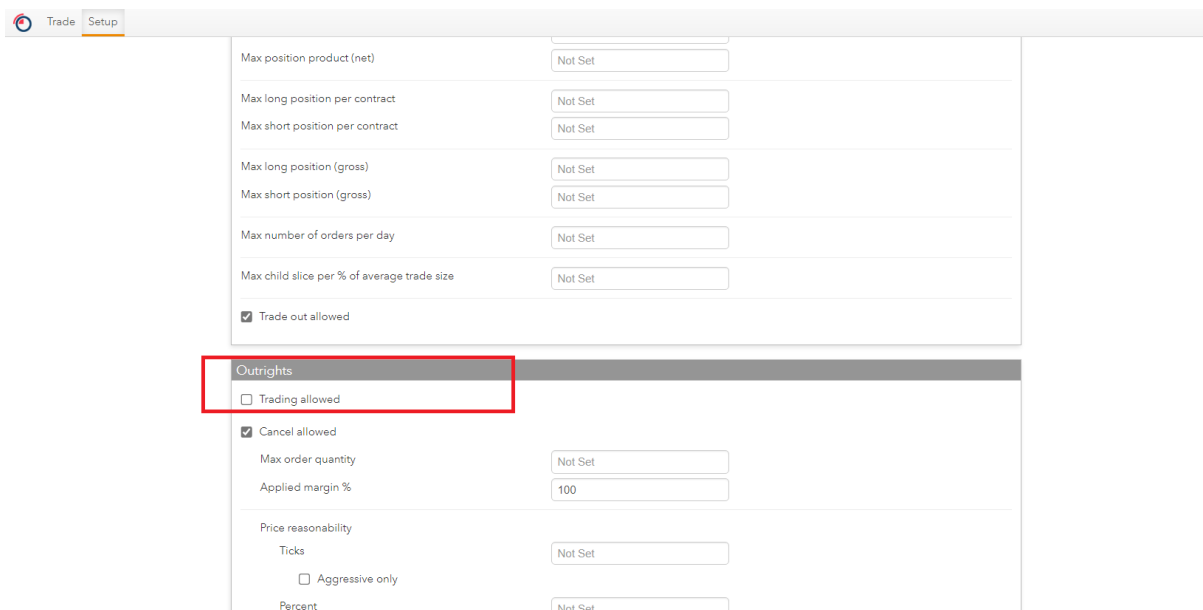 Trade Setup
Max position product (net) Not Set
Max long position per contract Not Set
Max short position per contract Not Set
Max long position (gross) Not Set
Max short position (gross) Not Set
Max number of orders per day Not Set
Max child slice per % of average trade size Not Set
Trade out allowed
Outrights
Trading allowed
Cancel allowed
Max order quantity Not Set
Applied margin % 100
Price reasonability
Ticks Not Set
Aggressive only
Percent Not Set